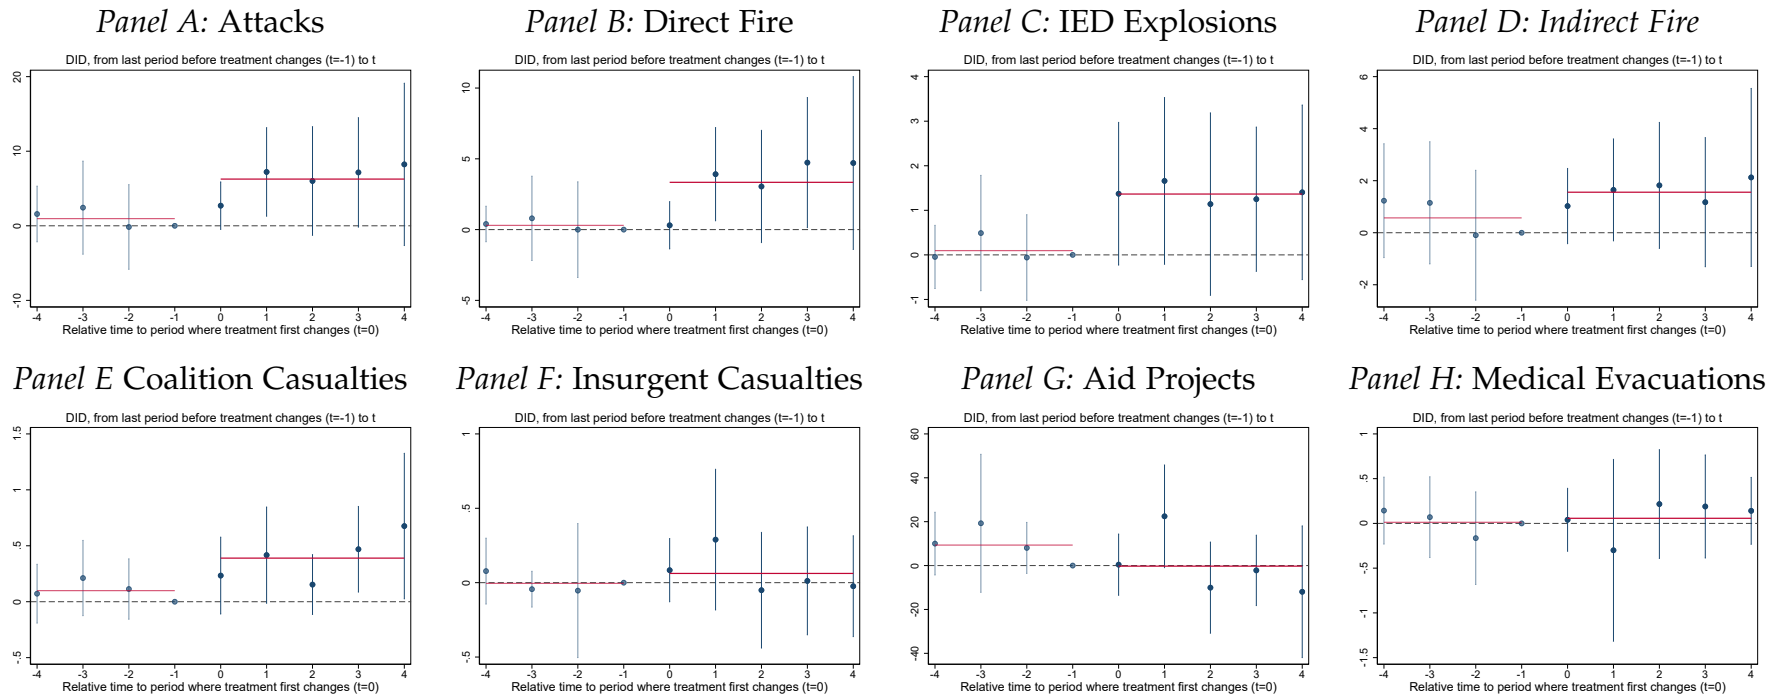 Panel A: Attacks
DID, from last period before treatment changes (t=-1) to t
20
10
0
-10
-4 -3 -2 -1 0 1 2 3 4
Relative time to period where treatment first changes (t=0)
Panel B: Direct Fire
DID, from last period before treatment changes (t=-1) to t
10
5
0
-5
-4 -3 -2 -1 0 1 2 3 4
Relative time to period where treatment first changes (t=0)
Panel C: IED Explosions
DID, from last period before treatment changes (t=-1) to t
4
3
2
1
0
-1
-4 -3 -2 -1 0 1 2 3 4
Relative time to period where treatment first changes (t=0)
Panel D: Indirect Fire
DID, from last period before treatment changes (t=-1) to t
6
4
2
0
-2
-4 -3 -2 -1 0 1 2 3 4
Relative time to period where treatment first changes (t=0)
Panel E Coalition Casualties
DID, from last period before treatment changes (t=-1) to t
1.5
1
.5
0
-.5
-4 -3 -2 -1 0 1 2 3 4
Relative time to period where treatment first changes (t=0)
Panel F: Insurgent Casualties
DID, from last period before treatment changes (t=-1) to t
1
.5
0
-.5
-4 -3 -2 -1 0 1 2 3 4
Relative time to period where treatment first changes (t=0)
Panel G: Aid Projects
DID, from last period before treatment changes (t=-1) to t
60
40
20
0
-20
-40
-4 -3 -2 -1 0 1 2 3 4
Relative time to period where treatment first changes (t=0)
Panel H: Medical Evacuations
DID, from last period before treatment changes (t=-1) to t
1
.5
0
-.5
-1
-1.5
-4 -3 -2 -1 0 1 2 3 4
Relative time to period where treatment first changes (t=0)